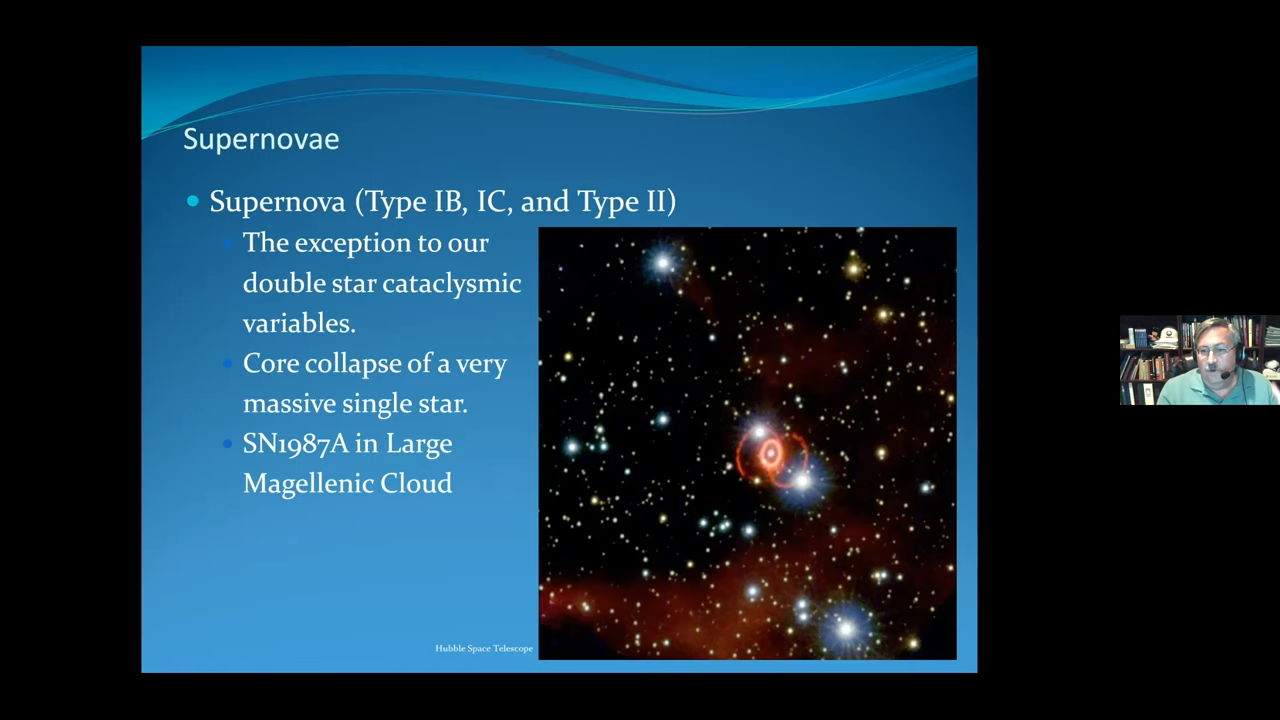 Supernovae
Supernova (Type IB, IC, and Type II)
The exception to our
double star cataclysmic
variables.
Core collapse of a very
massive single star.
SN1987A in Large
Magellenic Cloud
Hubble Space Telescope